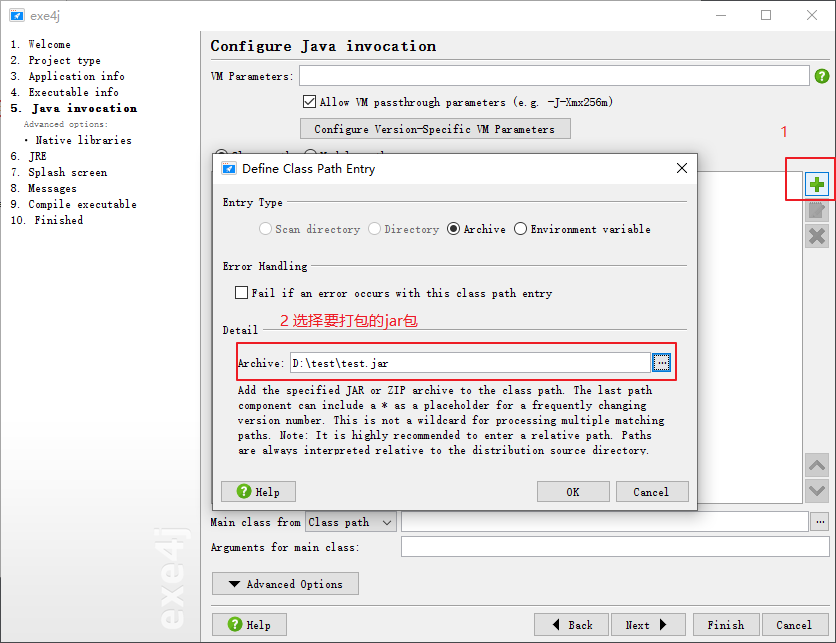 exe4j
1. Welcome
2. Project type
3. Application info
4. Executable info
5. Java invocation
Advanced options:
· Native libraries
6. JRE
7. Splash screen
8. Messages
9. Compile executable
10. Finished
exe4j
Configure Java invocation
VM Parameters:
Allow VM passthrough parameters (e.g. -J-Xmx256m)
Configure Version-Specific VM Parameters
1
Define Class Path Entry
Entry Type
Scan directory Directory Archive Environment variable
Error Handling
Fail if an error occurs with this class path entry
2 选择要打包的jar包
Detail
Archive: D:\test\test.jar ...
Add the specified JAR or ZIP archive to the class path. The last path
component can include a * as a placeholder for a frequently changing
version number. This is not a wildcard for processing multiple matching
paths. Note: It is highly recommended to enter a relative path. Paths
are always interpreted relative to the distribution source directory.
Help OK Cancel
Main class from Class path ...
Arguments for main class:
Advanced Options
Help Back Next Finish Cancel